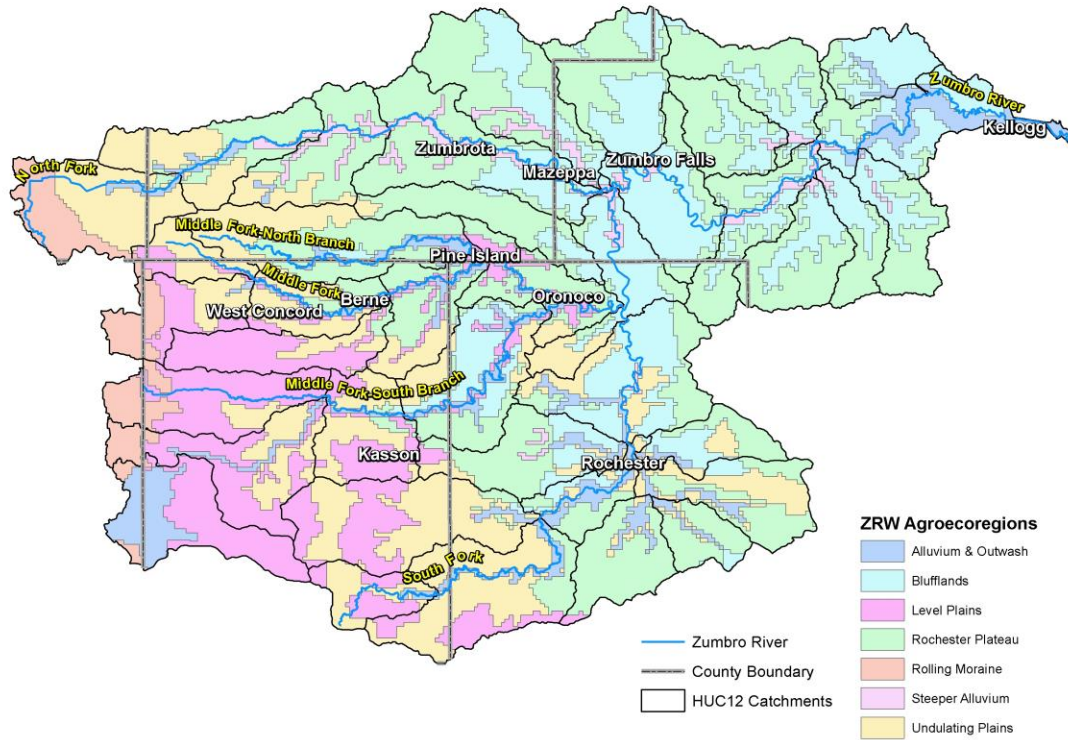 Zumbro River
Kellogg
Zumbrota
Zumbro Falls
Mazeppa
North Fork
Middle Fork-North Branch
Pine Island
Middle Fork
Berne
Oronoco
West Concord
Middle Fork-South Branch
Kasson
Rochester
South Fork
ZRW Agroecoregions
Alluvium & Outwash
Blufflands
Level Plains
Rochester Plateau
Rolling Moraine
Steeper Alluvium
Undulating Plains
Zumbro River
County Boundary
HUC12 Catchments